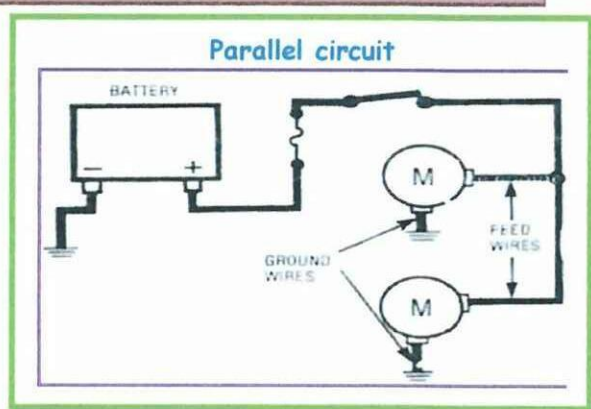 Parallel circuit
BATTERY
– +
M
FEED
WIRES
GROUND
WIRES
M